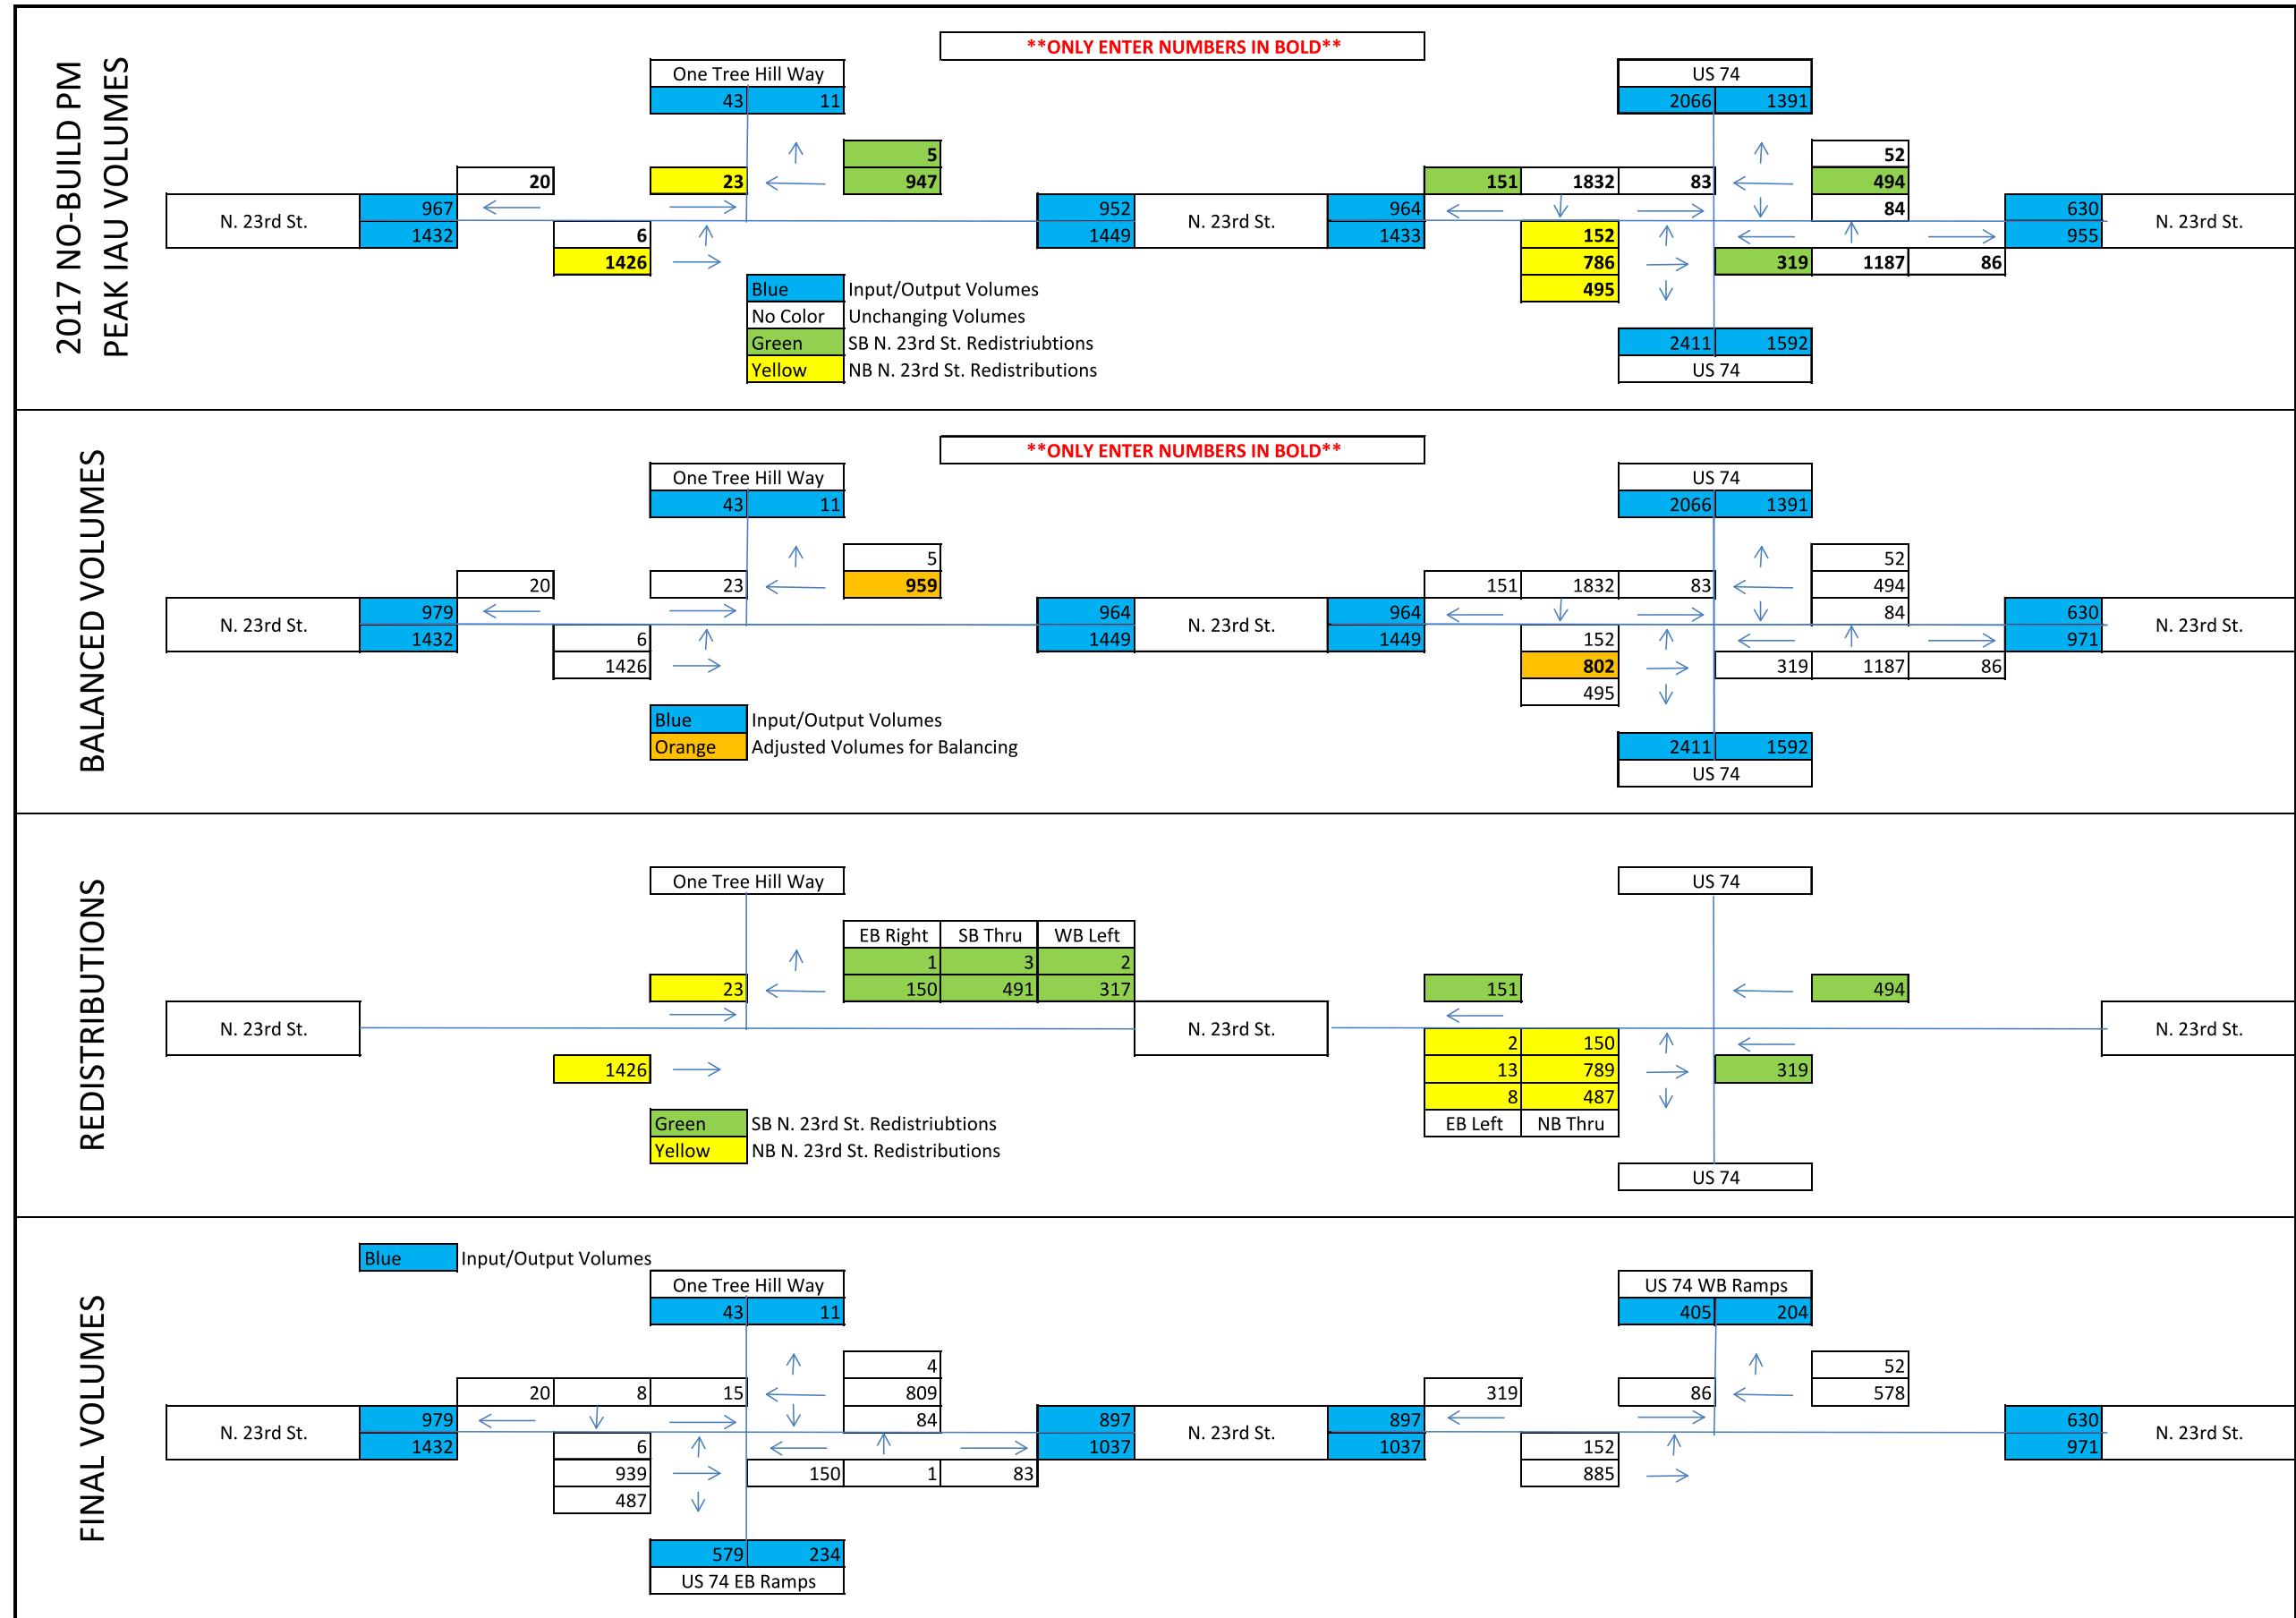 2017 NO-BUILD PM
PEAK IAU VOLUMES
**ONLY ENTER NUMBERS IN BOLD**
One Tree Hill Way US 74
43 11 2066 1391
5 52
20 23 947 151 1832 83 494
N. 23rd St. 967 952 N. 23rd St. 964 84 630 N. 23rd St.
1432 6 1449 1433 152 955
1426 786 319 1187 86
Blue Input/Output Volumes 495
No Color Unchanging Volumes
Green SB N. 23rd St. Redistriubtions 2411 1592
Yellow NB N. 23rd St. Redistributions US 74
BALANCED VOLUMES
**ONLY ENTER NUMBERS IN BOLD**
One Tree Hill Way US 74
43 11 2066 1391
5 52
20 23 959 151 1832 83 494
N. 23rd St. 979 964 N. 23rd St. 964 84 630 N. 23rd St.
1432 6 1449 1449 152 971
1426 802 319 1187 86
495
Blue Input/Output Volumes
Orange Adjusted Volumes for Balancing 2411 1592
US 74
REDISTRIBUTIONS
One Tree Hill Way US 74
EB Right SB Thru WB Left
1 3 2
23 150 491 317 151 494
N. 23rd St. N. 23rd St. N. 23rd St.
2 150
1426 13 789 319
8 487
Green SB N. 23rd St. Redistriubtions EB Left NB Thru
Yellow NB N. 23rd St. Redistributions
US 74
FINAL VOLUMES
Blue Input/Output Volumes
One Tree Hill Way US 74 WB Ramps
43 11 405 204
4 52
20 8 15 809 319 86 578
N. 23rd St. 979 84 897 N. 23rd St. 897 630 N. 23rd St.
1432 6 1037 1037 152 971
939 150 1 83 885
487
579 234
US 74 EB Ramps